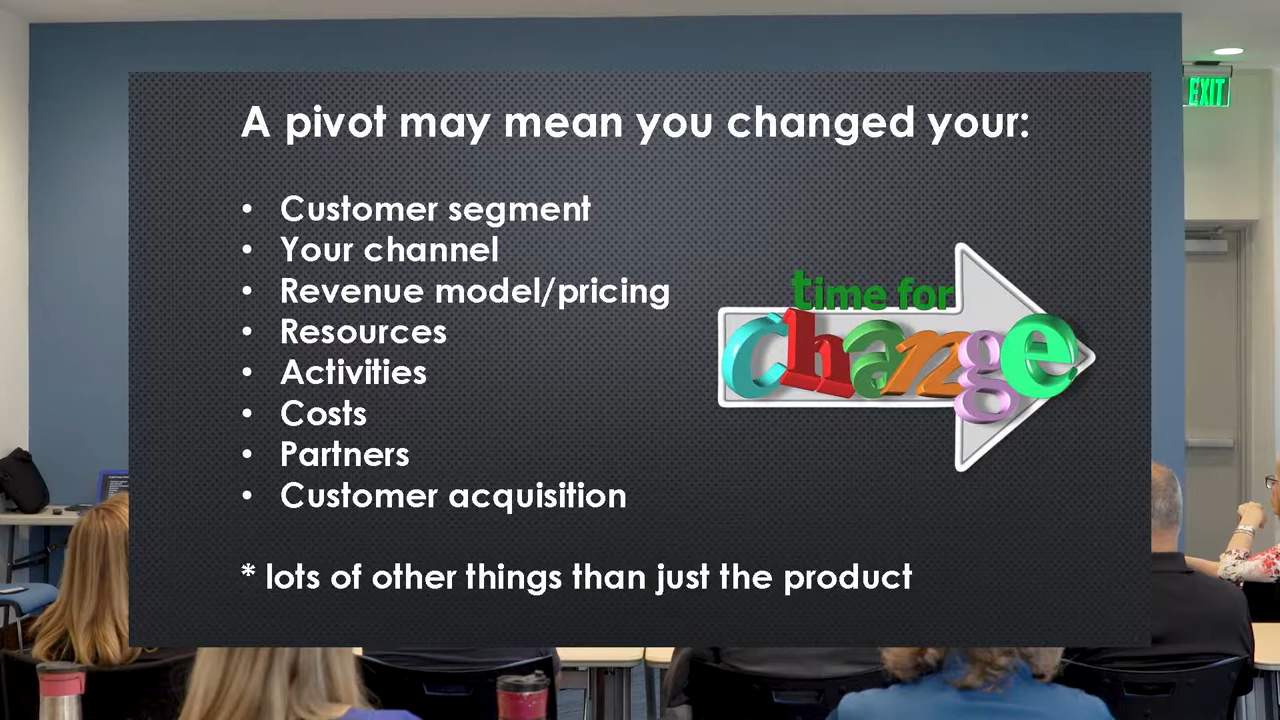 A pivot may mean you changed your:
• Customer segment
• Your channel
• Revenue model/pricing
• Resources
• Activities
• Costs
• Partners
• Customer acquisition
* lots of other things than just the product
time for
change
EXIT